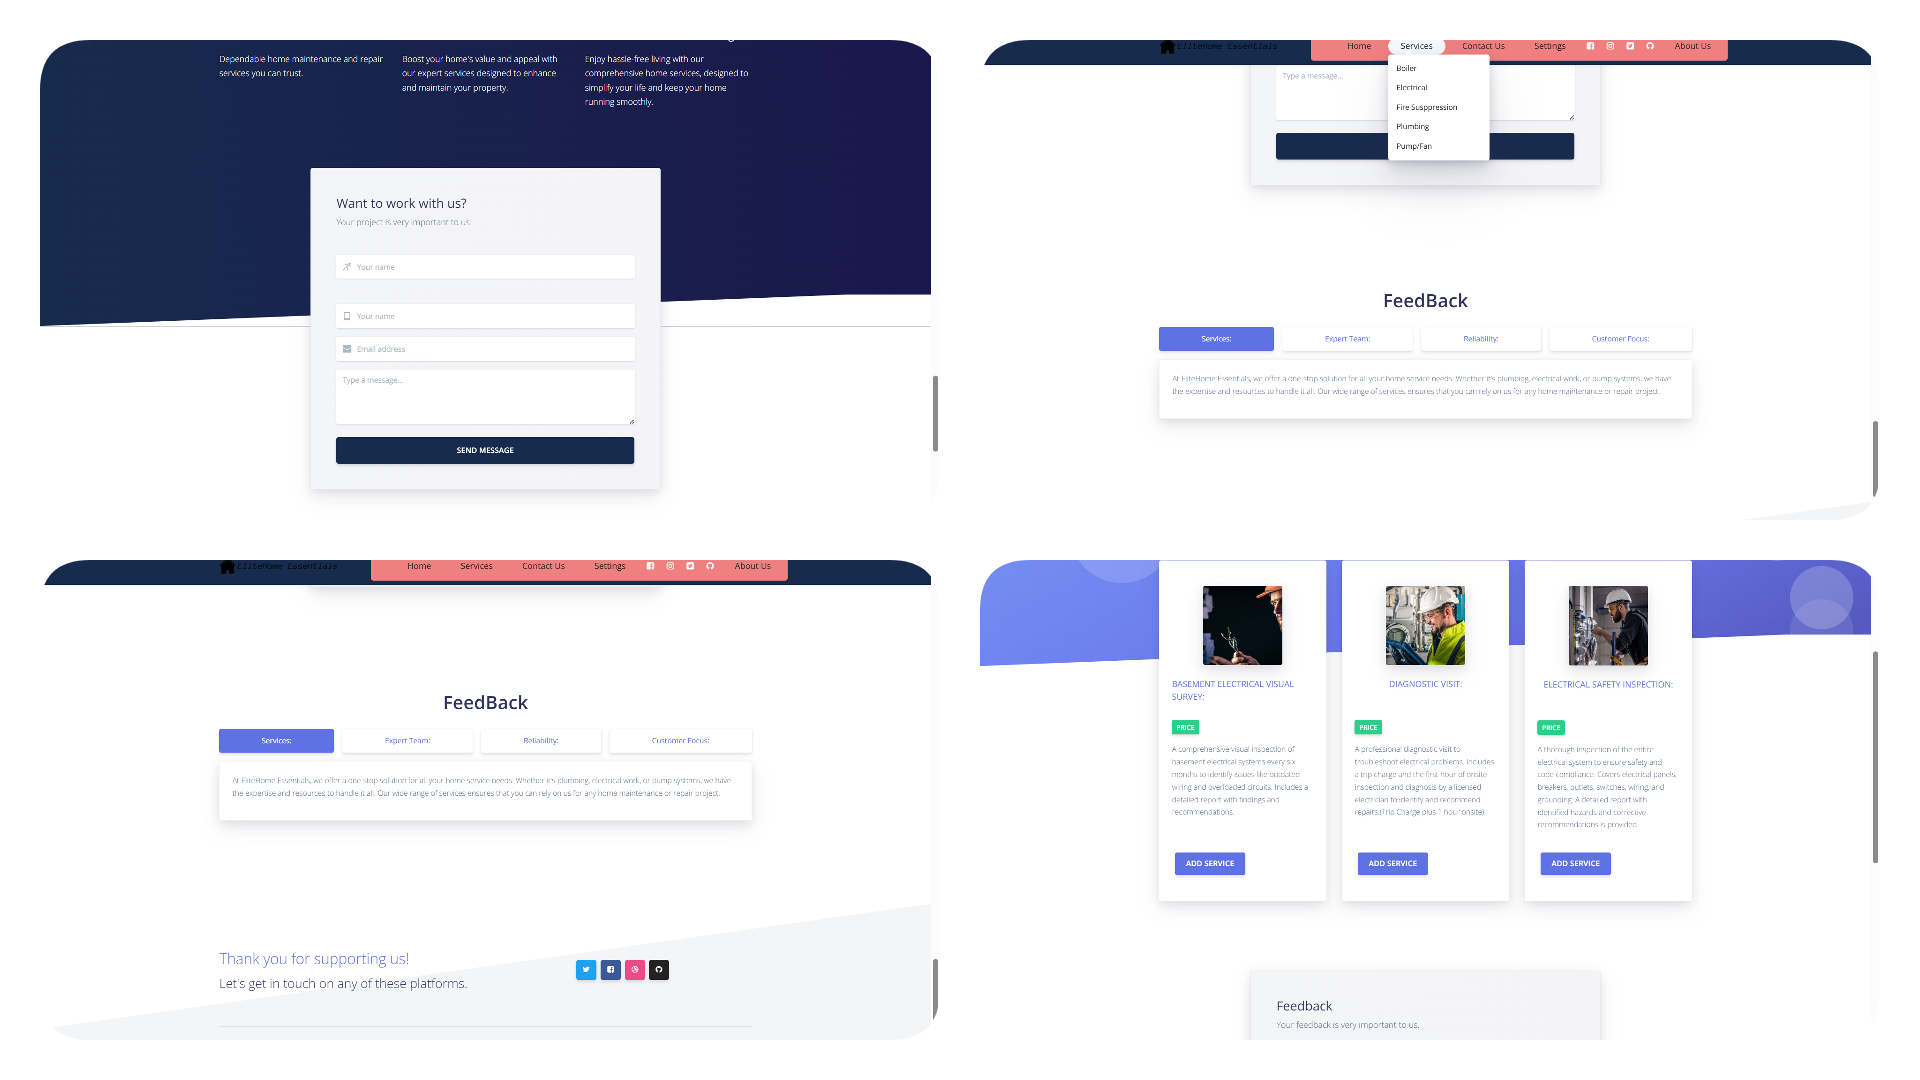 Dependable home maintenance and repair
services you can trust.
Boost your home's value and appeal with
our expert services designed to enhance
and maintain your property.
Enjoy hassle-free living with our
comprehensive home services, designed to
simplify your life and keep your home
running smoothly.
Want to work with us?
Your project is very important to us.
Your name
Your name
Email address
Type a message...
SEND MESSAGE
EliteHome Essentials
Home
Services
Contact Us
Settings
About Us
Boiler
Electrical
Fire Susppression
Plumbing
Pump/Fan
Type a message...
FeedBack
Services:
Expert Team:
Reliability:
Customer Focus:
At EliteHome Essentials, we offer a one-stop solution for all your home service needs. Whether it's plumbing, electrical work, or pump systems, we have
the expertise and resources to handle it all. Our wide range of services ensures that you can rely on us for any home maintenance or repair project.
EliteHome Essentials
Home
Services
Contact Us
Settings
About Us
FeedBack
Services:
Expert Team:
Reliability:
Customer Focus:
At EliteHome Essentials, we offer a one-stop solution for all your home service needs. Whether it's plumbing, electrical work, or pump systems, we have
the expertise and resources to handle it all. Our wide range of services ensures that you can rely on us for any home maintenance or repair project.
Thank you for supporting us!
Let's get in touch on any of these platforms.
BASEMENT ELECTRICAL VISUAL
SURVEY:
PRICE
A comprehensive visual inspection of
basement electrical systems every six
months to identify issues like outdated
wiring and overloaded circuits. Includes a
detailed report with findings and
recommendations.
ADD SERVICE
DIAGNOSTIC VISIT:
PRICE
A professional diagnostic visit to
troubleshoot electrical problems. Includes
a trip charge and the first hour of onsite
inspection and diagnosis by a licensed
electrician to identify and recommend
repairs.(Trip Charge plus 1 hour onsite)
ADD SERVICE
ELECTRICAL SAFETY INSPECTION:
PRICE
A thorough inspection of the entire
electrical system to ensure safety and
code compliance. Covers electrical panels,
breakers, outlets, switches, wiring, and
grounding. A detailed report with
identified hazards and corrective
recommendations is provided.
ADD SERVICE
Feedback
Your feedback is very important to us.